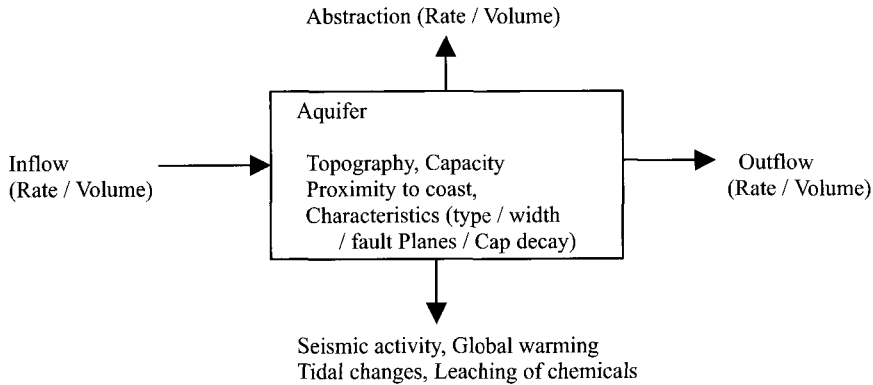 Abstraction (Rate / Volume)
Aquifer
Inflow
(Rate / Volume)
Topography, Capacity
Proximity to coast,
Characteristics (type / width
/ fault Planes / Cap decay)
Outflow
(Rate / Volume)
Seismic activity, Global warming
Tidal changes, Leaching of chemicals